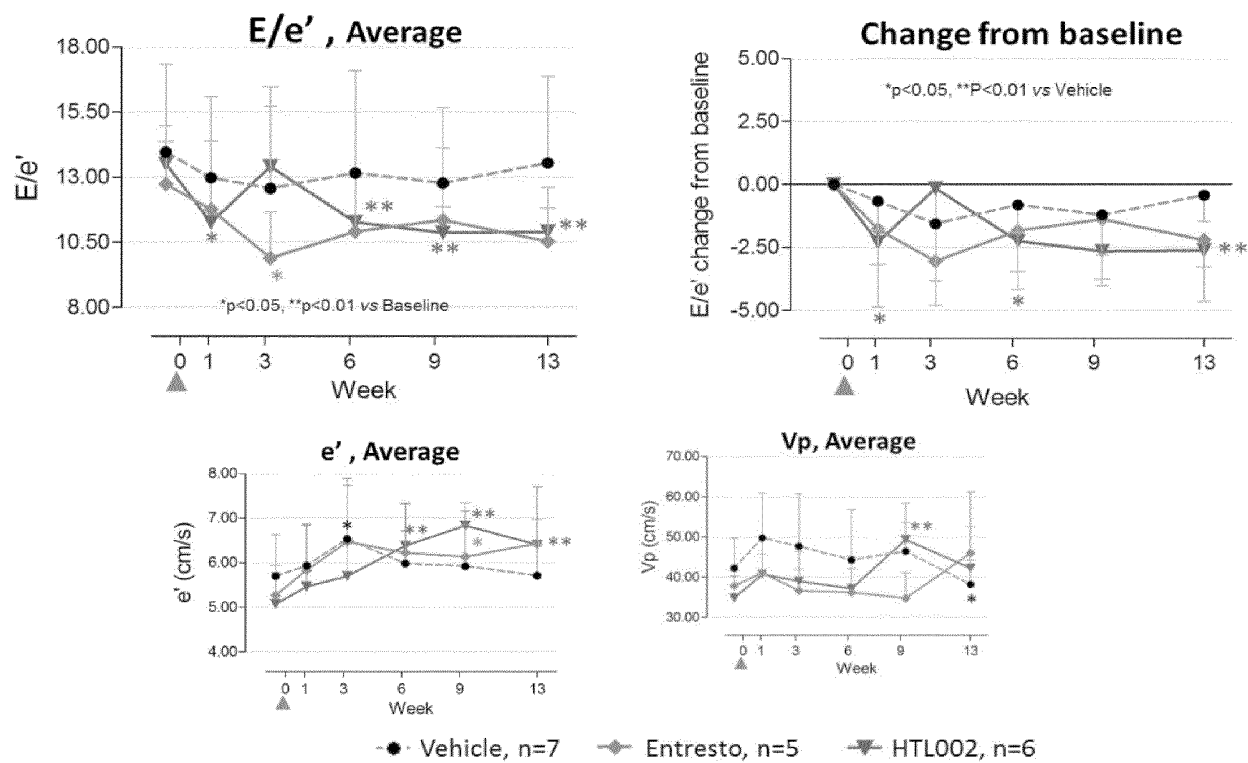 E/e’ , Average
18.00
15.50
13.00
10.50
8.00
E/e'
**
*
**
**
*
*p<0.05, **p<0.01 vs Baseline
0 1 3 6 9 13
Week
Change from baseline
5.00
2.50
0.00
-2.50
-5.00
E/e' change from baseline
*p<0.05, **P<0.01 vs Vehicle
**
*
*
0 1 3 6 9 13
Week
e’ , Average
8.00
7.00
6.00
5.00
4.00
e' (cm/s)
*
**
**
*
**
0 1 3 6 9 13
Week
Vp, Average
70.00
60.00
50.00
40.00
30.00
Vp (cm/s)
**
*
0 1 3 6 9 13
Week
Vehicle, n=7 Entresto, n=5 HTL002, n=6